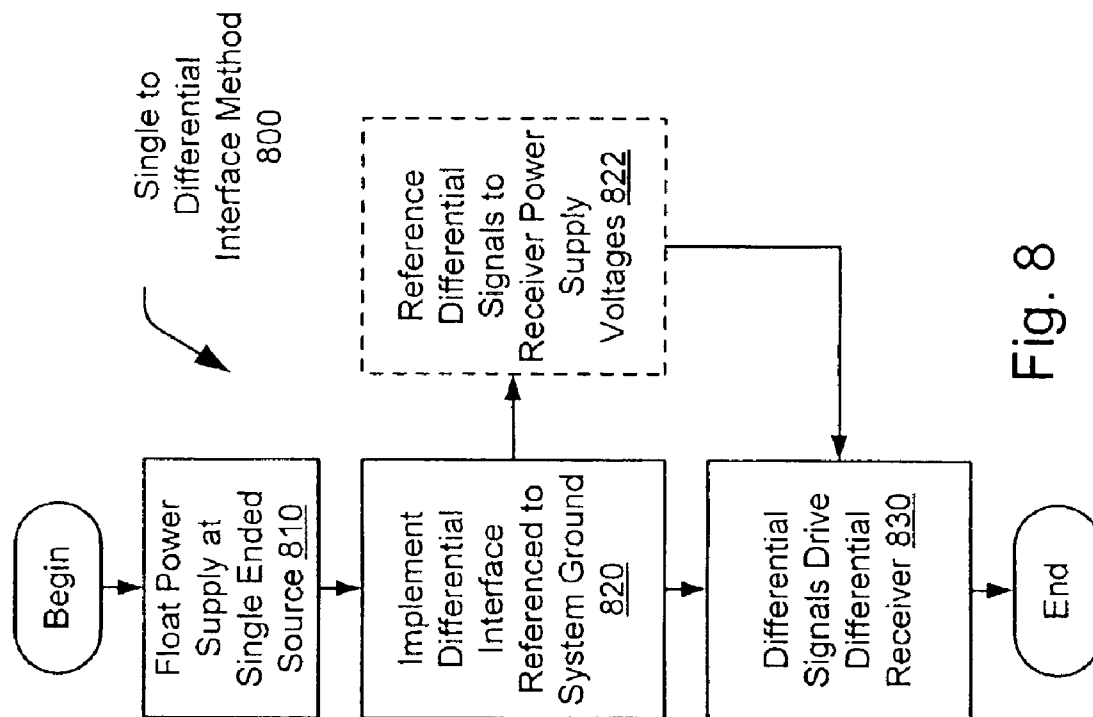 Single to
Differential
Interface Method
800
Begin
Float Power
Supply at
Single Ended
Source 810
Implement
Differential
Interface
Referenced to
System Ground
820
Reference
Differential
Signals to
Receiver Power
Supply
Voltages 822
Differential
Signals Drive
Differential
Receiver 830
End
Fig. 8